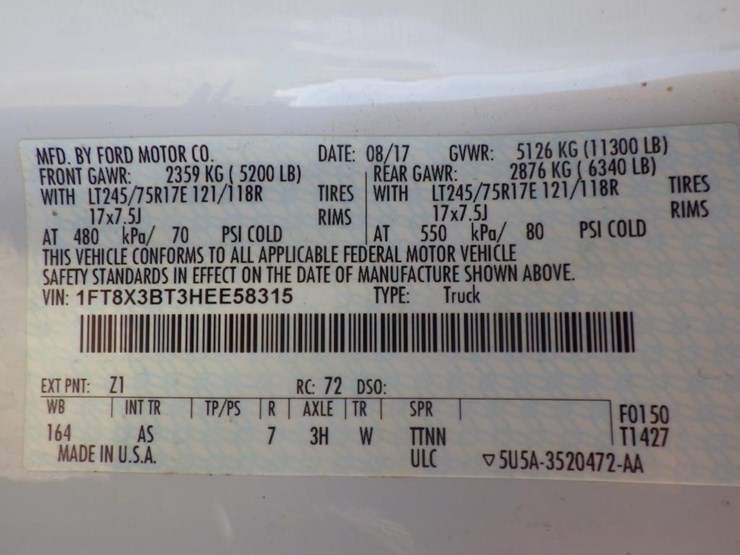 MFD. BY FORD MOTOR CO. DATE: 08/17 GVWR: 5126 KG (11300 LB)
FRONT GAWR: 2359 KG ( 5200 LB) REAR GAWR: 2876 KG ( 6340 LB)
WITH LT245/75R17E 121/118R TIRES WITH LT245/75R17E 121/118R TIRES
17x7.5J RIMS 17x7.5J RIMS
AT 480 kPa/ 70 PSI COLD AT 550 kPa/ 80 PSI COLD
THIS VEHICLE CONFORMS TO ALL APPLICABLE FEDERAL MOTOR VEHICLE
SAFETY STANDARDS IN EFFECT ON THE DATE OF MANUFACTURE SHOWN ABOVE.
VIN: 1FT8X3BT3HEE58315 TYPE: Truck
EXT PNT: Z1 RC: 72 DSO:
WB INT TR TP/PS R AXLE TR SPR F0150
164 AS 7 3H W TTNN T1427
MADE IN U.S.A. ULC ▽5U5A-3520472-AA